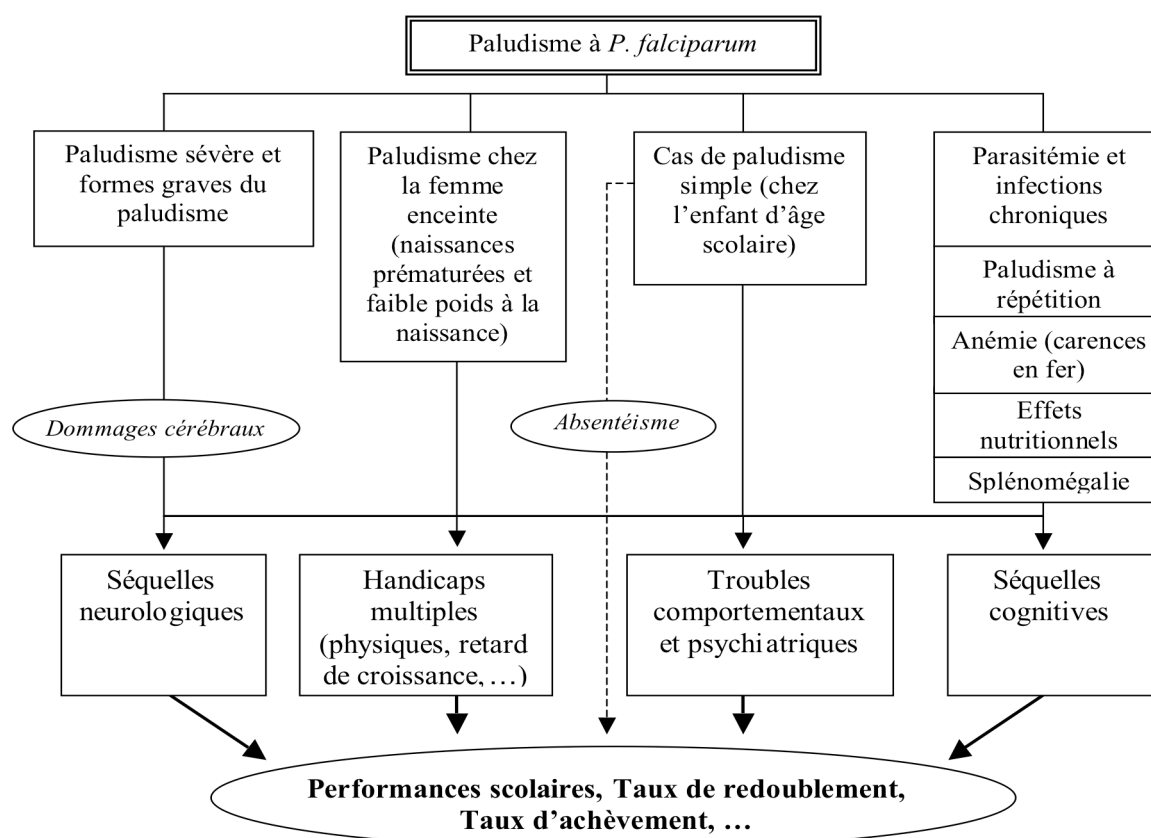 Paludisme à P. falciparum
Paludisme sévère et
formes graves du
paludisme
Paludisme chez
la femme
enceinte
(naissances
prématurées et
faible poids à la
naissance)
Cas de paludisme
simple (chez
l’enfant d’âge
scolaire)
Parasitémie et
infections
chroniques
Paludisme à
répétition
Anémie (carences
en fer)
Effets
nutritionnels
Splénomégalie
Dommages cérébraux
Absentéisme
Séquelles
neurologiques
Handicaps
multiples
(physiques, retard
de croissance, …)
Troubles
comportementaux
et psychiatriques
Séquelles
cognitives
Performances scolaires, Taux de redoublement,
Taux d’achèvement, …